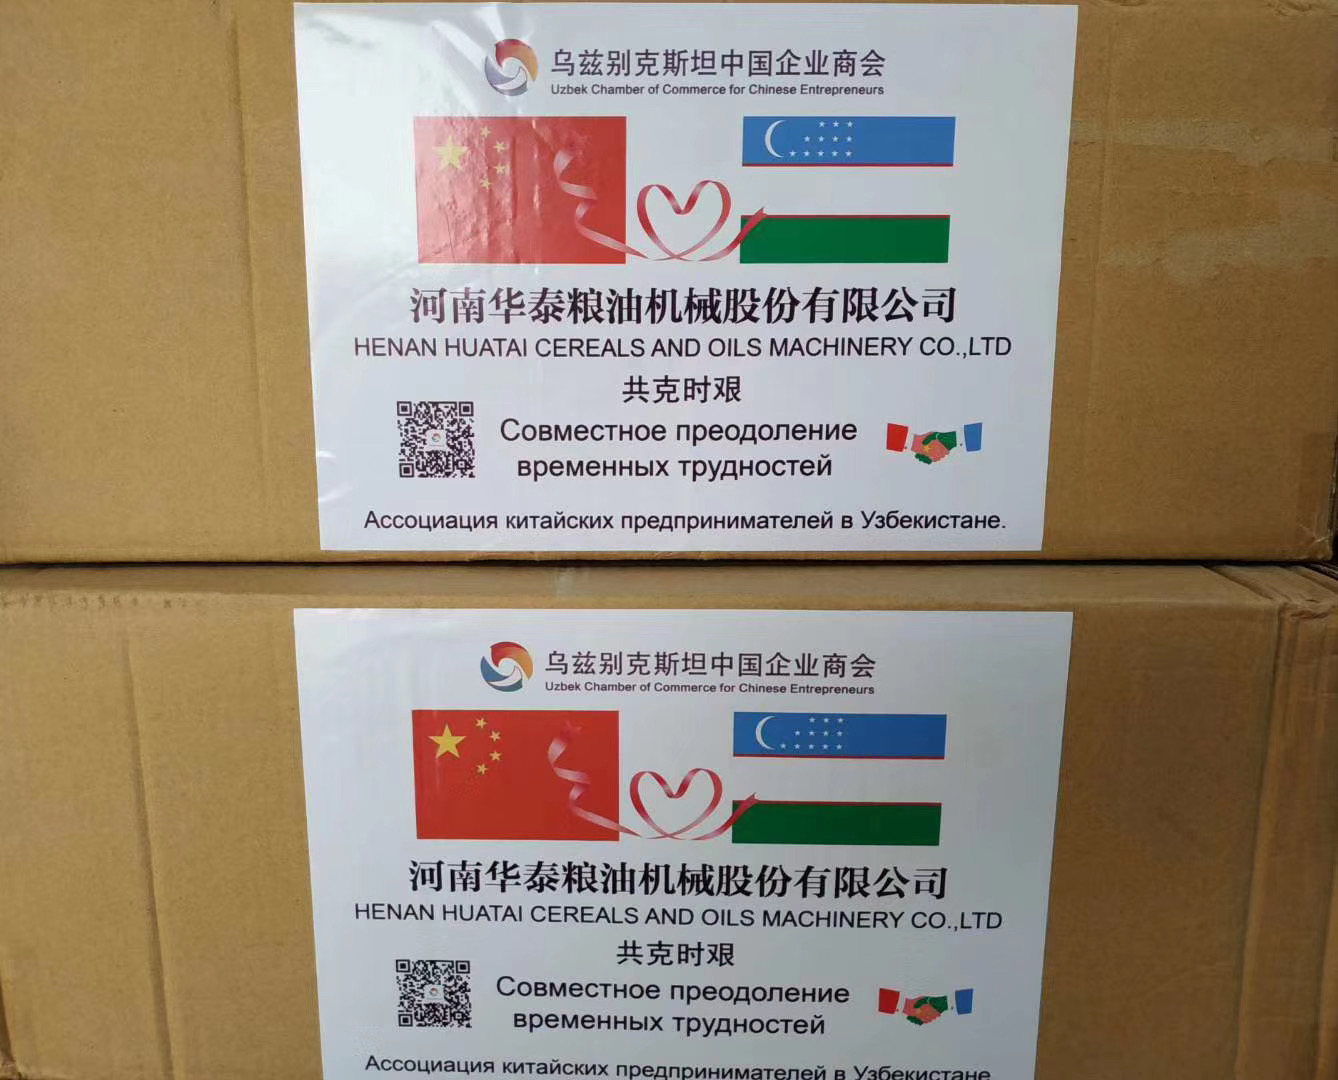 乌兹别克斯坦中国企业商会
Uzbek Chamber of Commerce for Chinese Entrepreneurs
河南华泰粮油机械股份有限公司
HENAN HUATAI CEREALS AND OILS MACHINERY CO.,LTD
共克时艰
Совместное преодоление
временных трудностей
Ассоциация китайских предпринимателей в Узбекистане.
乌兹别克斯坦中国企业商会
Uzbek Chamber of Commerce for Chinese Entrepreneurs
河南华泰粮油机械股份有限公司
HENAN HUATAI CEREALS AND OILS MACHINERY CO.,LTD
共克时艰
Совместное преодоление
временных трудностей
Ассоциация китайских предпринимателей в Узбекистане